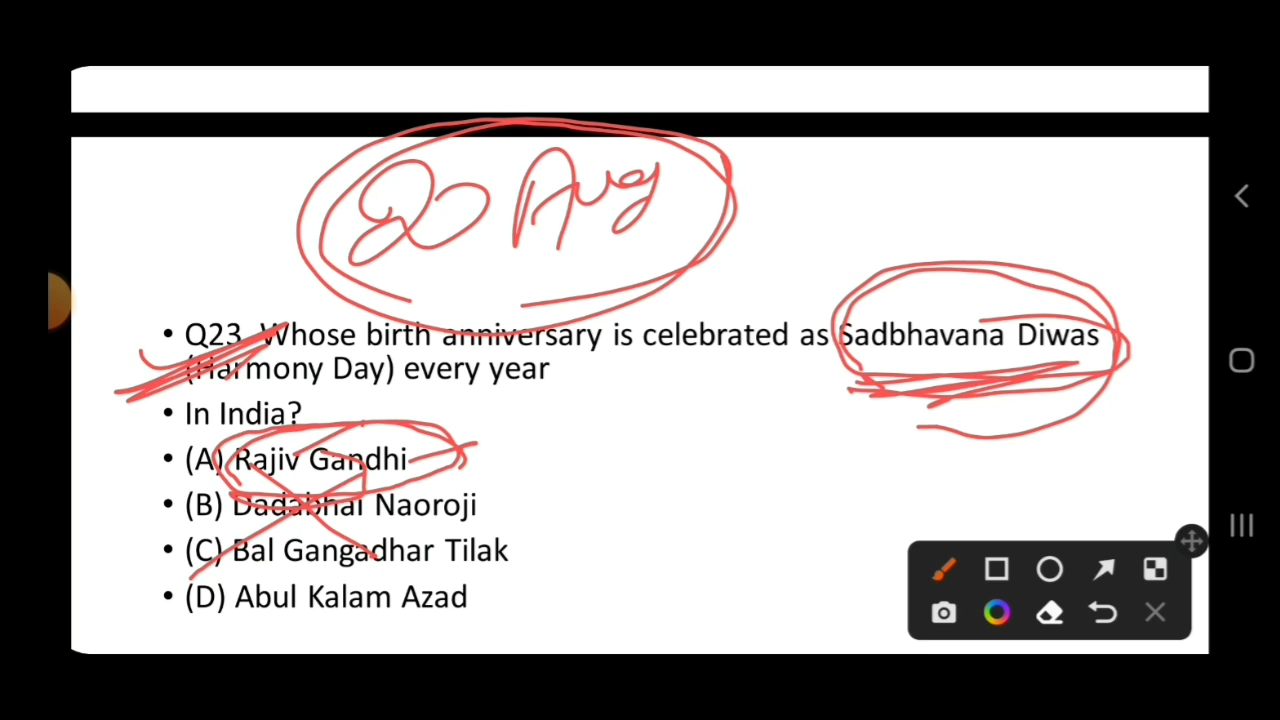 20 Aug
• Q23. Whose birth anniversary is celebrated as Sadbhavana Diwas
(Harmony Day) every year
• In India?
• (A) Rajiv Gandhi
• (B) Dadabhai Naoroji
• (C) Bal Gangadhar Tilak
• (D) Abul Kalam Azad